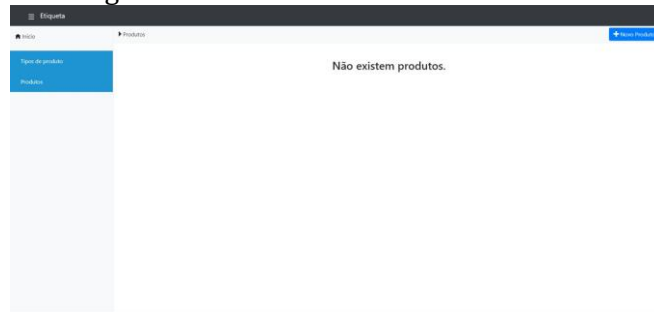 Etiqueta
Início
Produtos
Novo Produto
Tipos de produto
Não existem produtos.
Produtos